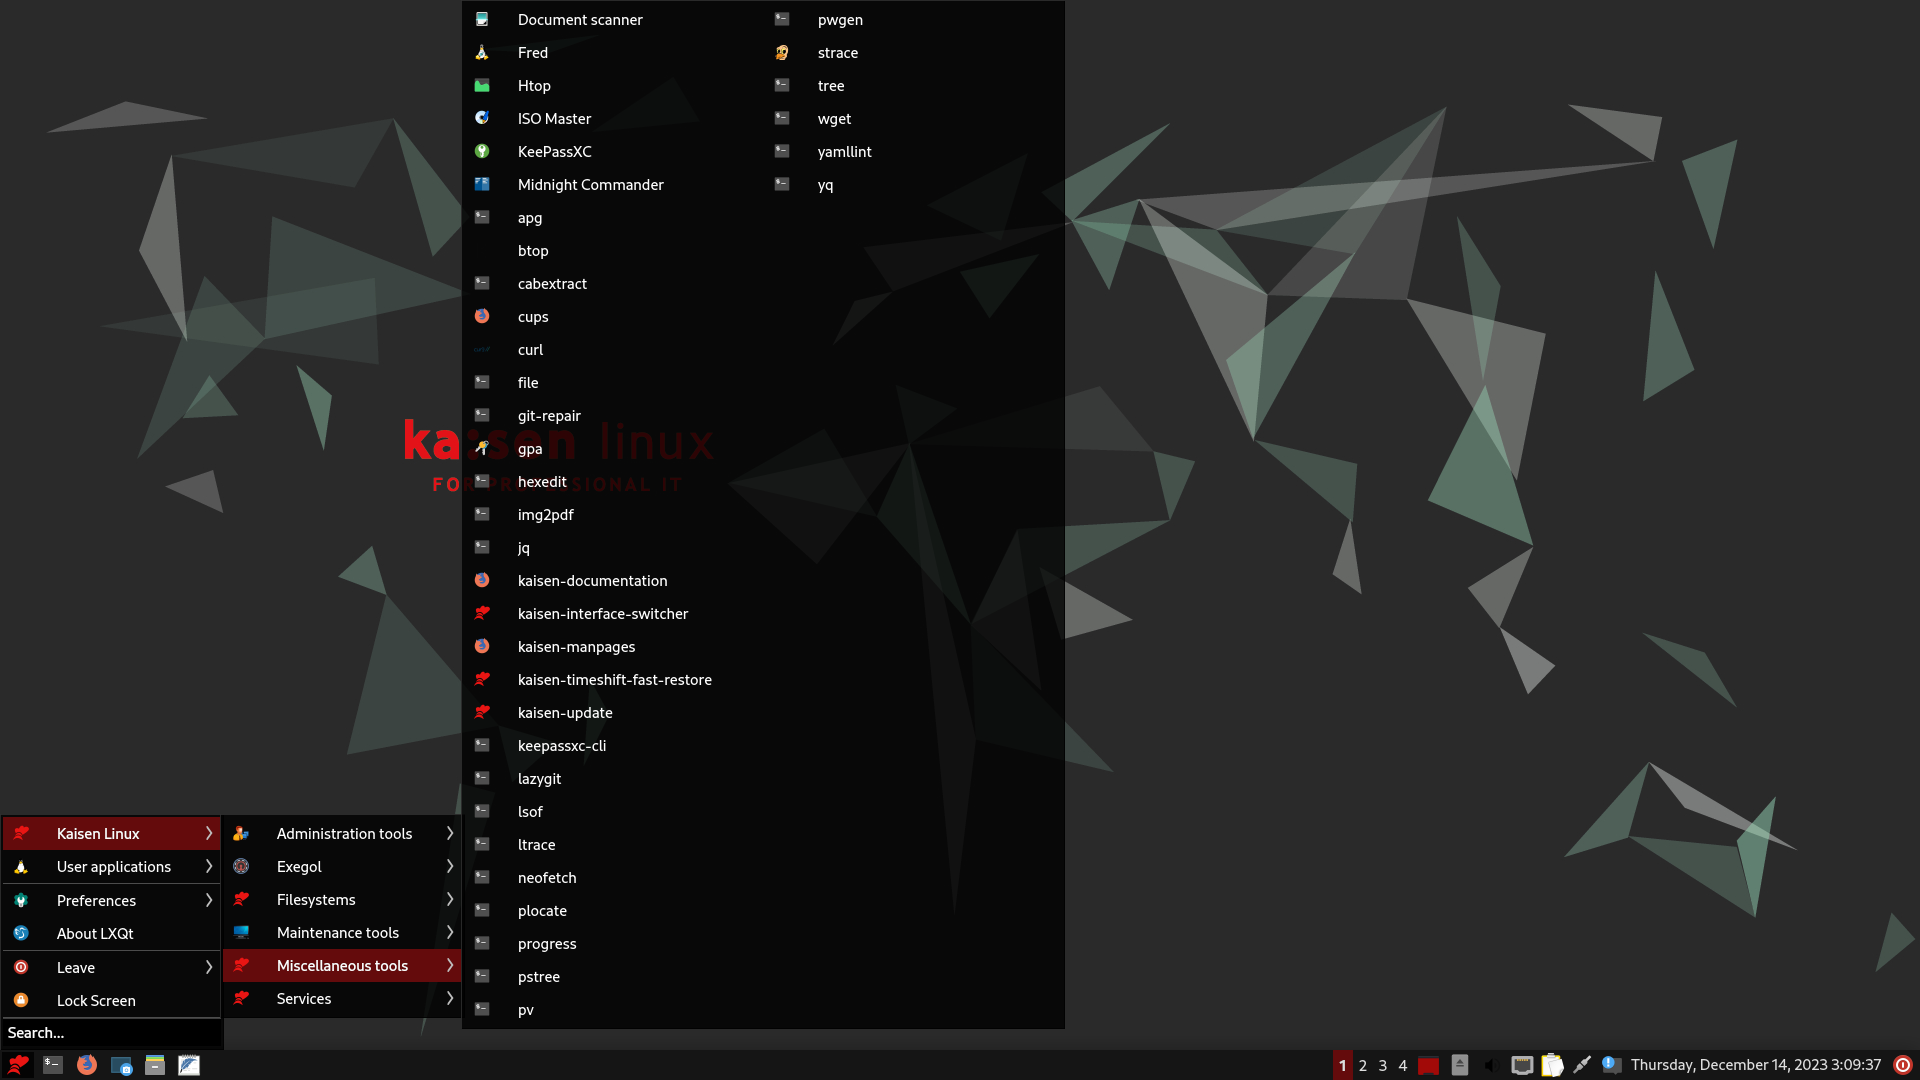 Document scanner
Fred
Htop
ISO Master
KeePassXC
Midnight Commander
apg
btop
cabextract
cups
curl
file
git-repair
gpa
hexedit
img2pdf
jq
kaisen-documentation
kaisen-interface-switcher
kaisen-manpages
kaisen-timeshift-fast-restore
kaisen-update
keepassxc-cli
lazygit
lsof
ltrace
neofetch
plocate
progress
pstree
pv
pwgen
strace
tree
wget
yamllint
yq
kaisen linux
FOR PROFESSIONAL IT
Kaisen Linux
User applications
Preferences
About LXQt
Leave
Lock Screen
Search...
Administration tools
Exegol
Filesystems
Maintenance tools
Miscellaneous tools
Services
1 2 3 4
Thursday, December 14, 2023 3:09:37